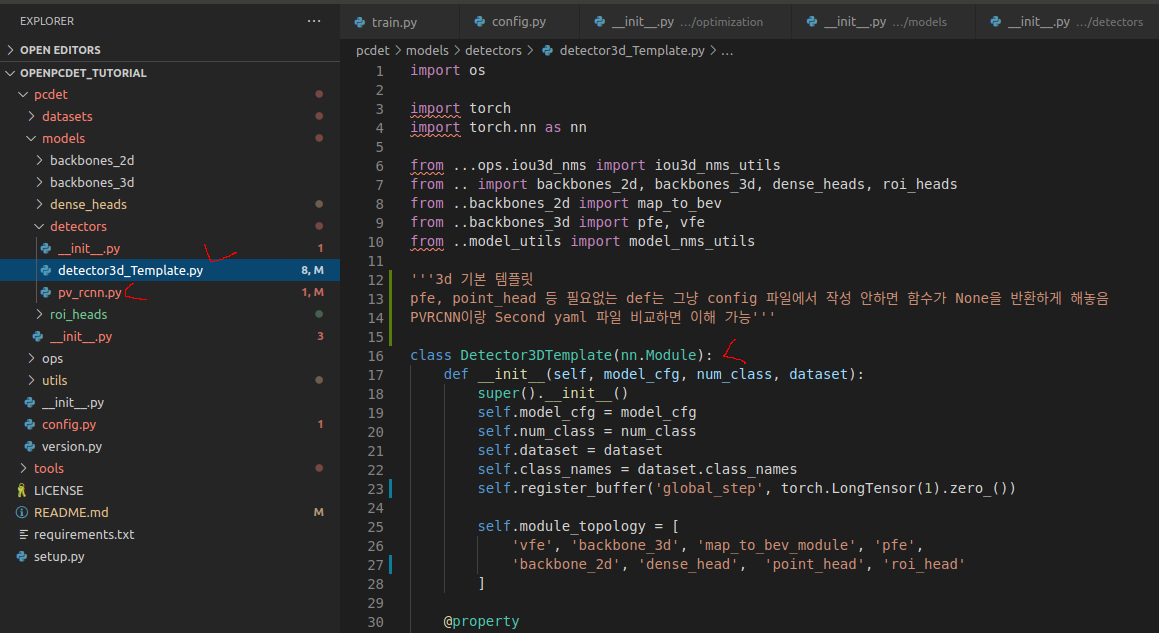 EXPLORER ...
OPEN EDITORS
OPENPCDET_TUTORIAL
pcdet
datasets
models
backbones_2d
backbones_3d
dense_heads
detectors
__init__.py 1
detector3d_Template.py 8, M
pv_rcnn.py 1, M
roi_heads
__init__.py 3
ops
utils
__init__.py
config.py 1
version.py
tools
LICENSE
README.md M
requirements.txt
setup.py
train.py config.py __init__.py .../optimization __init__.py .../models __init__.py .../detectors
pcdet > models > detectors > detector3d_Template.py > ...
1 import os
2
3 import torch
4 import torch.nn as nn
5
6 from ...ops.iou3d_nms import iou3d_nms_utils
7 from .. import backbones_2d, backbones_3d, dense_heads, roi_heads
8 from ..backbones_2d import map_to_bev
9 from ..backbones_3d import pfe, vfe
10 from ..model_utils import model_nms_utils
11
12 '''3d 기본 템플릿
13 pfe, point_head 등 필요없는 def는 그냥 config 파일에서 작성 안하면 함수가 None을 반환하게 해놓음
14 PVRCNN이랑 Second yaml 파일 비교하면 이해 가능'''
15
16 class Detector3DTemplate(nn.Module):
17 def __init__(self, model_cfg, num_class, dataset):
18 super().__init__()
19 self.model_cfg = model_cfg
20 self.num_class = num_class
21 self.dataset = dataset
22 self.class_names = dataset.class_names
23 self.register_buffer('global_step', torch.LongTensor(1).zero_())
24
25 self.module_topology = [
26 'vfe', 'backbone_3d', 'map_to_bev_module', 'pfe',
27 'backbone_2d', 'dense_head', 'point_head', 'roi_head'
28 ]
29
30 @property